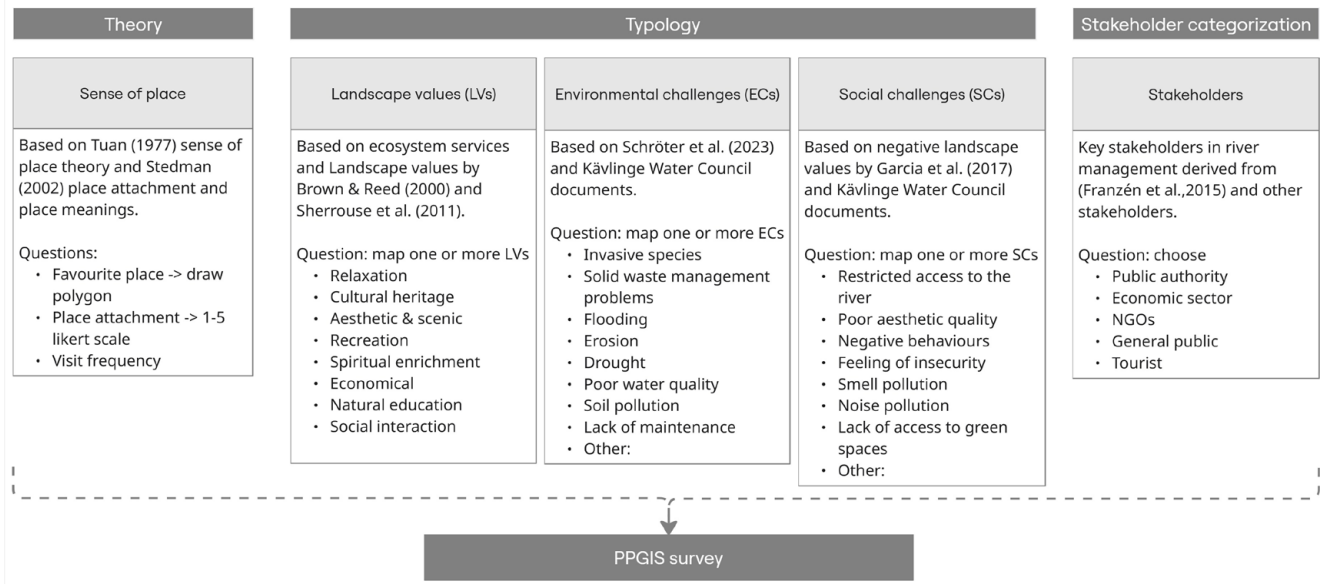 Theory
Typology
Stakeholder categorization
Sense of place
Based on Tuan (1977) sense of
place theory and Stedman
(2002) place attachment and
place meanings.
Questions:
• Favourite place -> draw
polygon
• Place attachment -> 1-5
likert scale
• Visit frequency
Landscape values (LVs)
Based on ecosystem services
and Landscape values by
Brown & Reed (2000) and
Sherrouse et al. (2011).
Question: map one or more LVs
• Relaxation
• Cultural heritage
• Aesthetic & scenic
• Recreation
• Spiritual enrichment
• Economical
• Natural education
• Social interaction
Environmental challenges (ECs)
Based on Schröter et al. (2023)
and Kävlinge Water Council
documents.
Question: map one or more ECs
• Invasive species
• Solid waste management
problems
• Flooding
• Erosion
• Drought
• Poor water quality
• Soil pollution
• Lack of maintenance
• Other:
Social challenges (SCs)
Based on negative landscape
values by Garcia et al. (2017)
and Kävlinge Water Council
documents.
Question: map one or more SCs
• Restricted access to the
river
• Poor aesthetic quality
• Negative behaviours
• Feeling of insecurity
• Smell pollution
• Noise pollution
• Lack of access to green
spaces
• Other:
Stakeholders
Key stakeholders in river
management derived from
(Franzén et al.,2015) and other
stakeholders.
Question: choose
• Public authority
• Economic sector
• NGOs
• General public
• Tourist
PPGIS survey